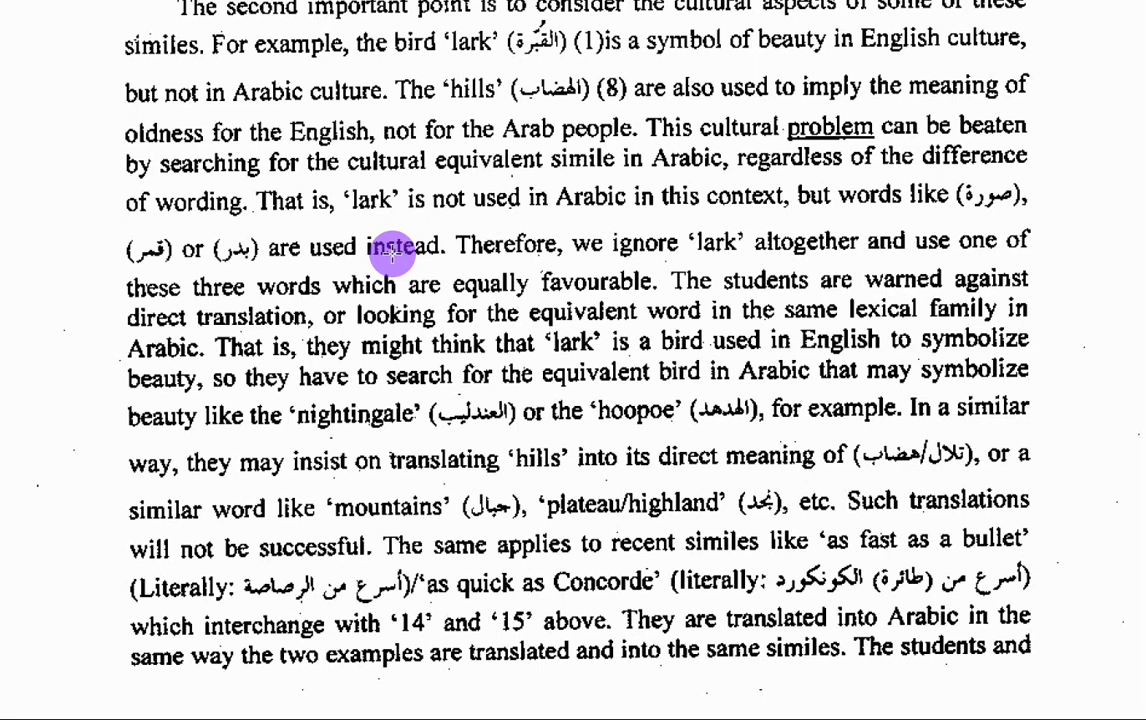 The second important point is to consider the cultural aspects of some of these
similes. For example, the bird ‘lark’ (القُبَّرة) (1)is a symbol of beauty in English culture,
but not in Arabic culture. The ‘hills’ (الهضاب) (8) are also used to imply the meaning of
oldness for the English, not for the Arab people. This cultural problem can be beaten
by searching for the cultural equivalent simile in Arabic, regardless of the difference
of wording. That is, ‘lark’ is not used in Arabic in this context, but words like (صورة),
(قمر) or (بدر) are used instead. Therefore, we ignore ‘lark’ altogether and use one of
these three words which are equally favourable. The students are warned against
direct translation, or looking for the equivalent word in the same lexical family in
Arabic. That is, they might think that ‘lark’ is a bird used in English to symbolize
beauty, so they have to search for the equivalent bird in Arabic that may symbolize
beauty like the ‘nightingale’ (العندليب) or the ‘hoopoe’ (الهدهد), for example. In a similar
way, they may insist on translating ‘hills’ into its direct meaning of (تلال/هضاب), or a
similar word like ‘mountains’ (جبال), ‘plateau/highland’ (نجد), etc. Such translations
will not be successful. The same applies to recent similes like ‘as fast as a bullet’
(Literally: أسرع من الرصاصة)/‘as quick as Concorde’ (literally: أسرع من (طائرة) الكونكورد)
which interchange with ‘14’ and ‘15’ above. They are translated into Arabic in the
same way the two examples are translated and into the same similes. The students and